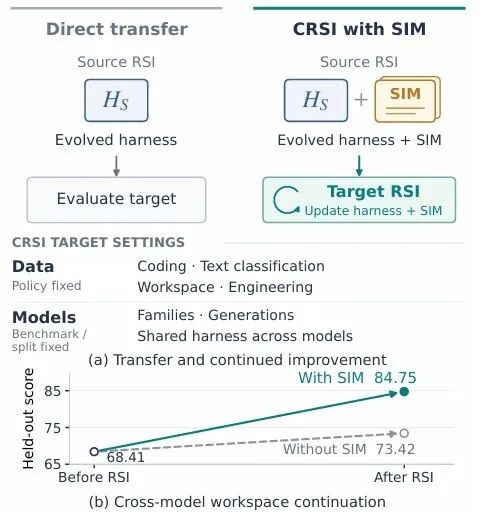 Direct transfer
CRSI with SIM
Source RSI
Source RSI
H_S
H_S + SIM
Evolved harness
Evolved harness + SIM
Evaluate target
Target RSI
Update harness + SIM
CRSI TARGET SETTINGS
Data
Policy fixed
Coding · Text classification
Workspace · Engineering
Models
Benchmark /
split fixed
Families · Generations
Shared harness across models
(a) Transfer and continued improvement
Held-out score
85
75
65
With SIM 84.75
Without SIM 73.42
68.41
Before RSI
After RSI
(b) Cross-model workspace continuation